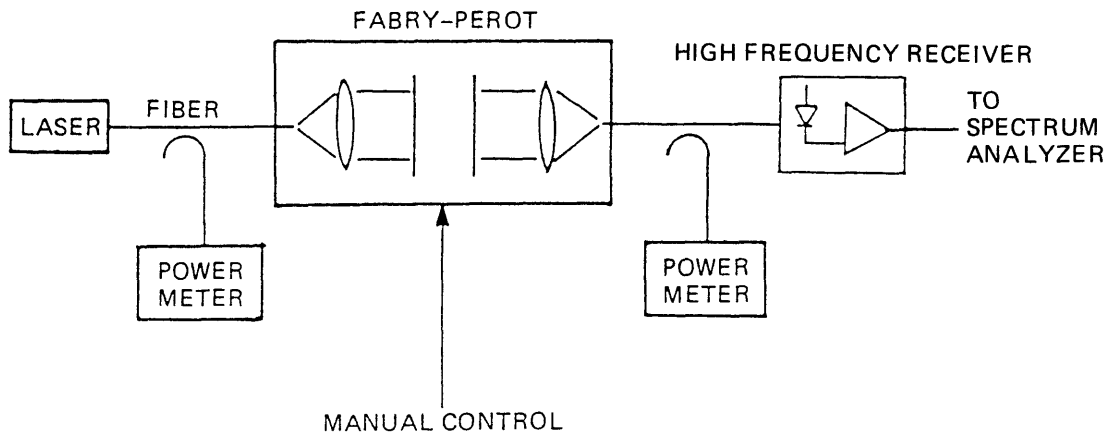 FABRY-PEROT
HIGH FREQUENCY RECEIVER
LASER
FIBER
TO
SPECTRUM
ANALYZER
POWER
METER
POWER
METER
MANUAL CONTROL